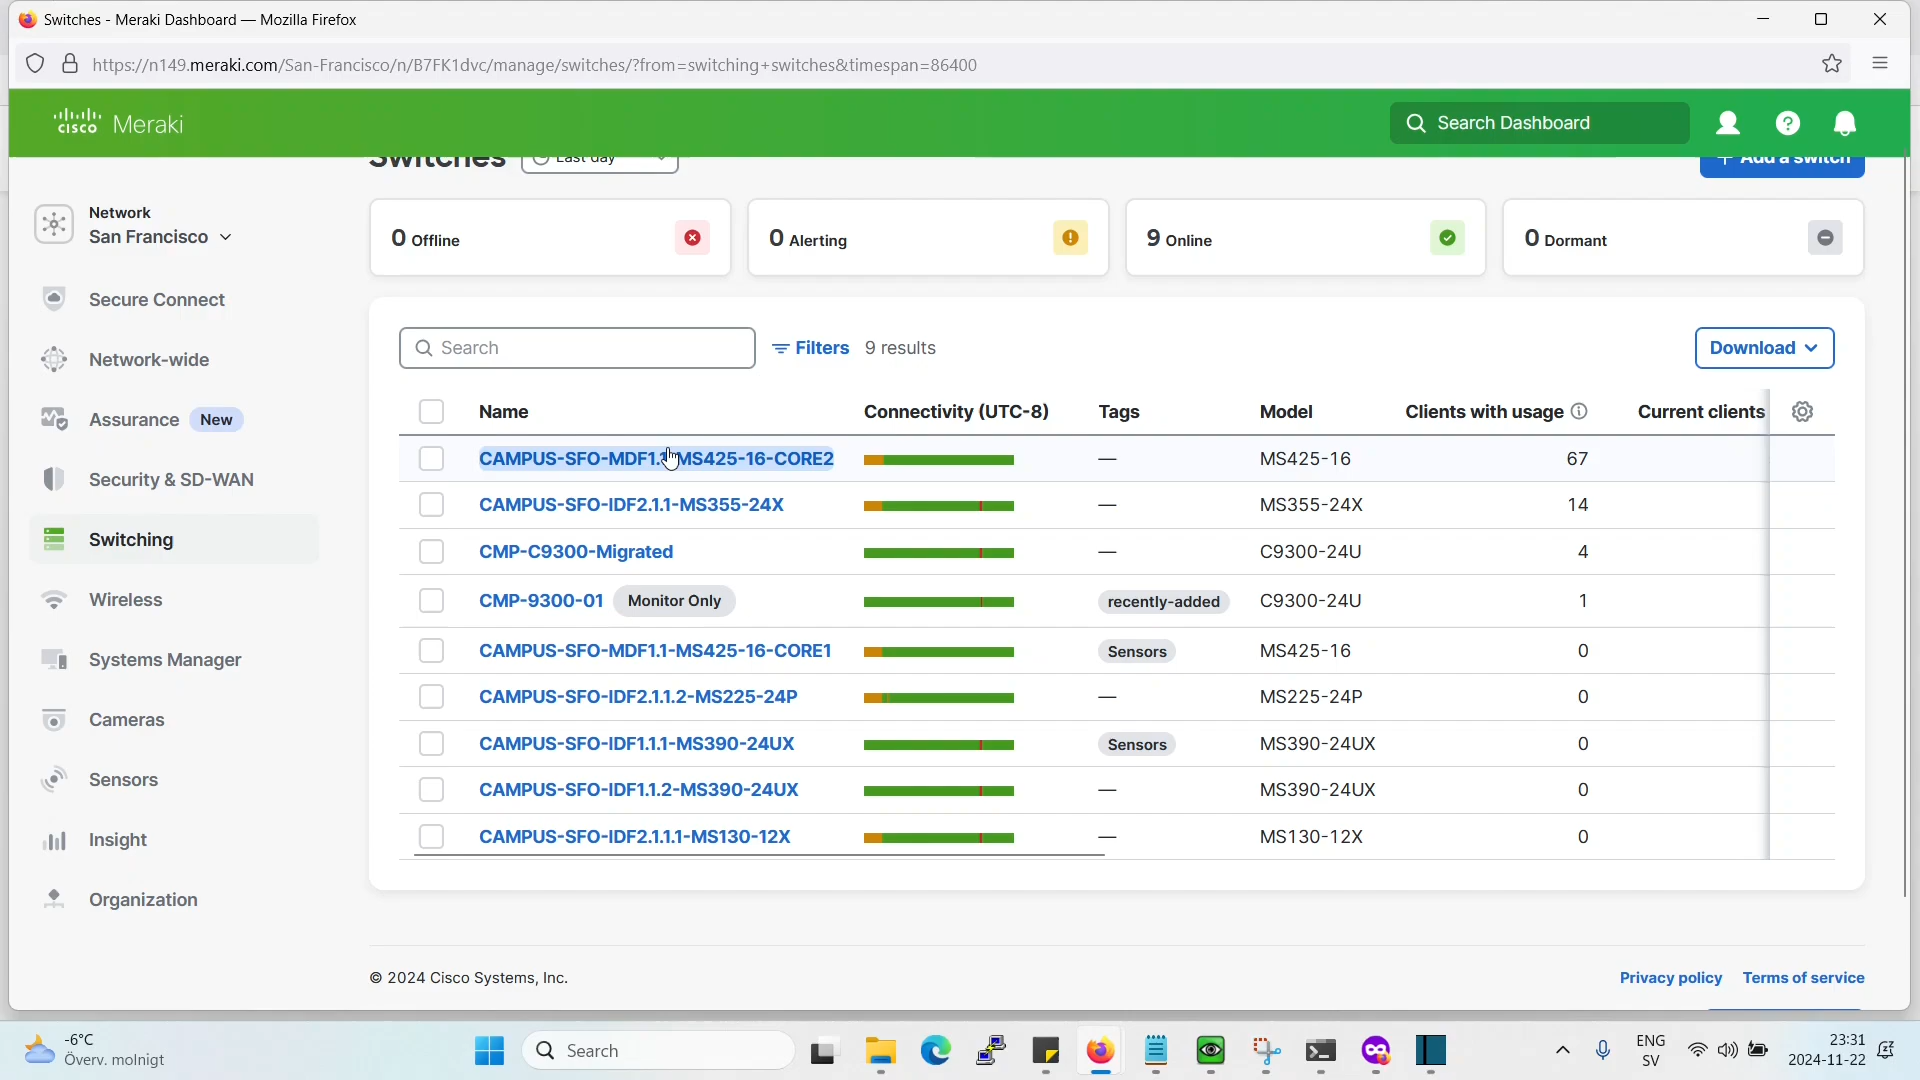 Switches - Meraki Dashboard — Mozilla Firefox
https://n149.meraki.com/San-Francisco/n/B7FK1dvc/manage/switches/?from=switching+switches&timespan=86400
cisco Meraki
Search Dashboard
Switches
Last day
+ Add a switch
Network
San Francisco
Secure Connect
Network-wide
Assurance New
Security & SD-WAN
Switching
Wireless
Systems Manager
Cameras
Sensors
Insight
Organization
0 Offline
0 Alerting
9 Online
0 Dormant
Search
Filters 9 results
Download
Name Connectivity (UTC-8) Tags Model Clients with usage Current clients
CAMPUS-SFO-MDF1.1-MS425-16-CORE2 — MS425-16 67
CAMPUS-SFO-IDF2.1.1-MS355-24X — MS355-24X 14
CMP-C9300-Migrated — C9300-24U 4
CMP-9300-01 Monitor Only recently-added C9300-24U 1
CAMPUS-SFO-MDF1.1-MS425-16-CORE1 Sensors MS425-16 0
CAMPUS-SFO-IDF2.1.1.2-MS225-24P — MS225-24P 0
CAMPUS-SFO-IDF1.1.1-MS390-24UX Sensors MS390-24UX 0
CAMPUS-SFO-IDF1.1.2-MS390-24UX — MS390-24UX 0
CAMPUS-SFO-IDF2.1.1.1-MS130-12X — MS130-12X 0
© 2024 Cisco Systems, Inc.
Privacy policy Terms of service
-6°C
Överv. molnigt
Search
ENG
SV
23:31
2024-11-22